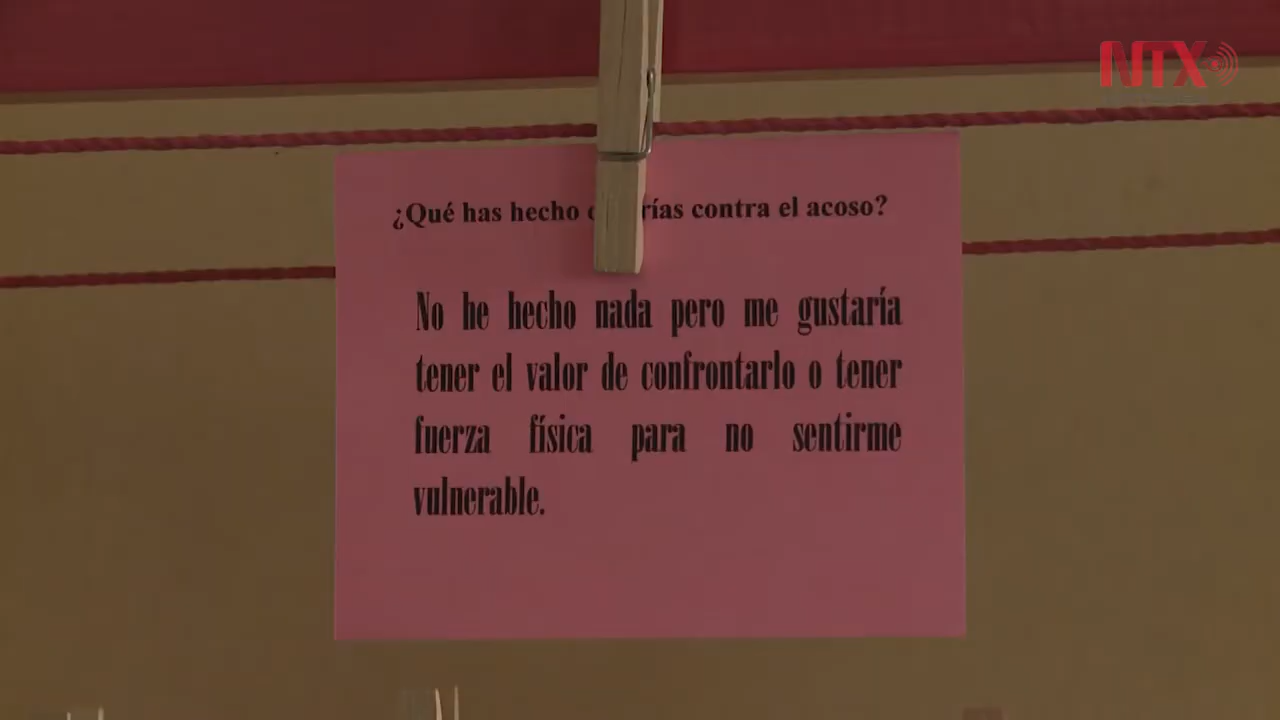 NTX
¿Qué has hecho rías contra el acoso?
No he hecho nada pero me gustaría
tener el valor de confrontarlo o tener
fuerza física para no sentirme
vulnerable.